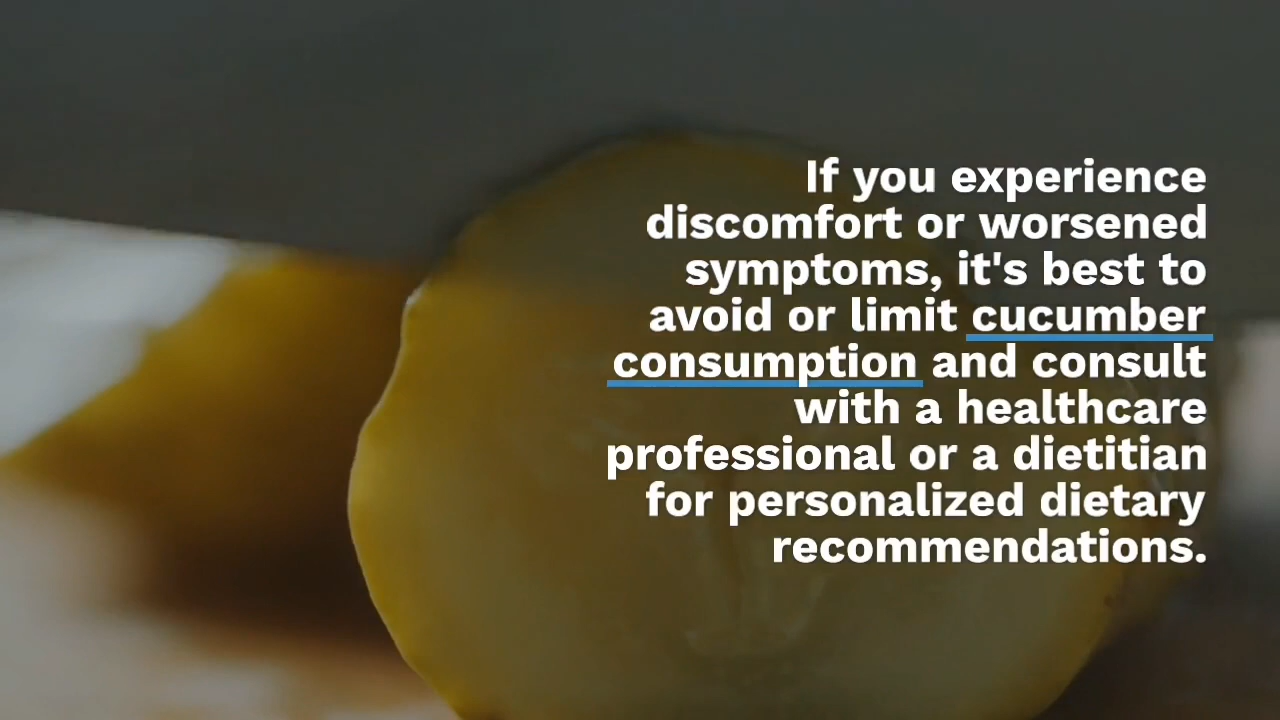 If you experience
discomfort or worsened
symptoms, it's best to
avoid or limit cucumber
consumption and consult
with a healthcare
professional or a dietitian
for personalized dietary
recommendations.